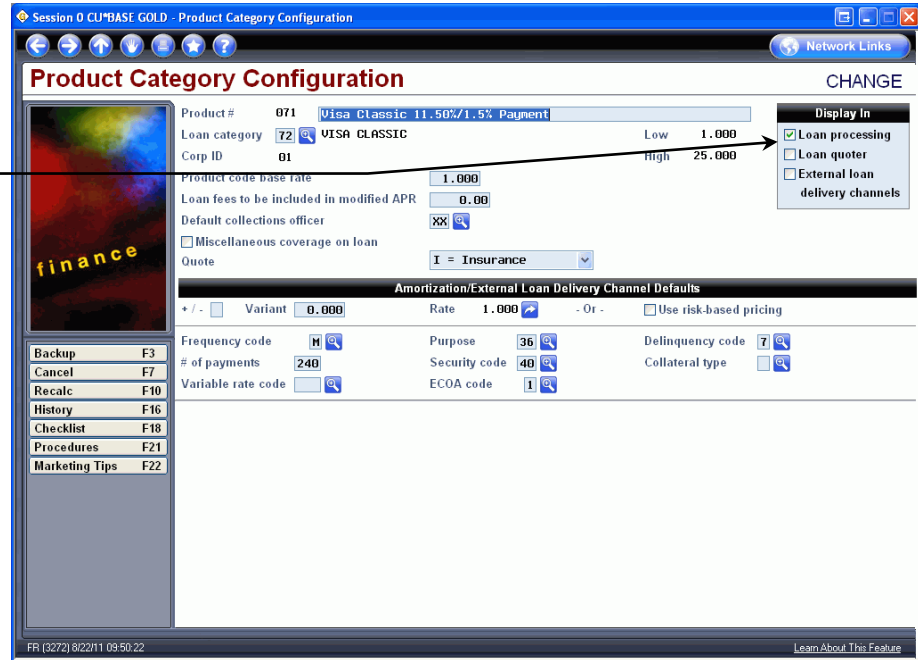 Session 0 CU*BASE GOLD - Product Category Configuration
Network Links
Product Category Configuration
CHANGE
finance
Product # 071 Visa Classic 11.50%/1.5% Payment
Loan category 72 VISA CLASSIC Low 1.000
Corp ID 01 High 25.000
Product code base rate 1.000
Loan fees to be included in modified APR 0.00
Default collections officer XX
Miscellaneous coverage on loan
Quote I = Insurance
Display In
Loan processing
Loan quoter
External loan
delivery channels
Amortization/External Loan Delivery Channel Defaults
+ / - Variant 0.000 Rate 1.000 - Or - Use risk-based pricing
Frequency code M Purpose 36 Delinquency code 7
# of payments 240 Security code 40 Collateral type
Variable rate code ECOA code 1
Backup F3
Cancel F7
Recalc F10
History F16
Checklist F18
Procedures F21
Marketing Tips F22
FR (3272) 8/22/11 09:50:22
Learn About This Feature